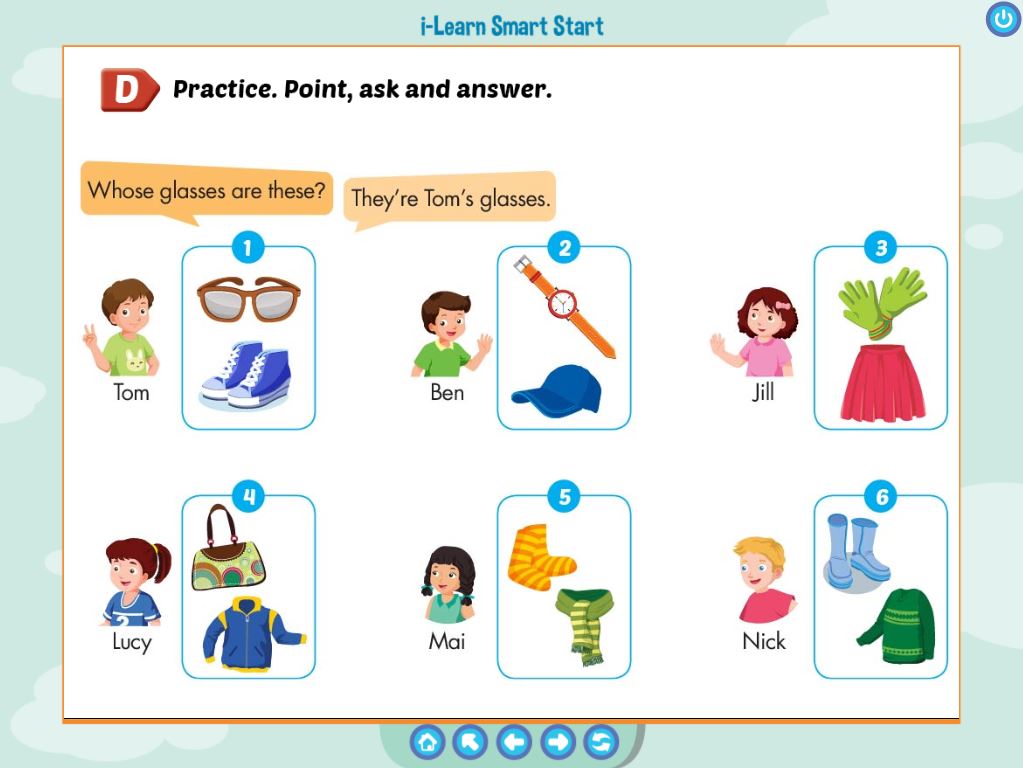 i-Learn Smart Start
D Practice. Point, ask and answer.
Whose glasses are these?
They're Tom's glasses.
1
2
3
Tom
Ben
Jill
4
5
6
2
Lucy
Mai
Nick